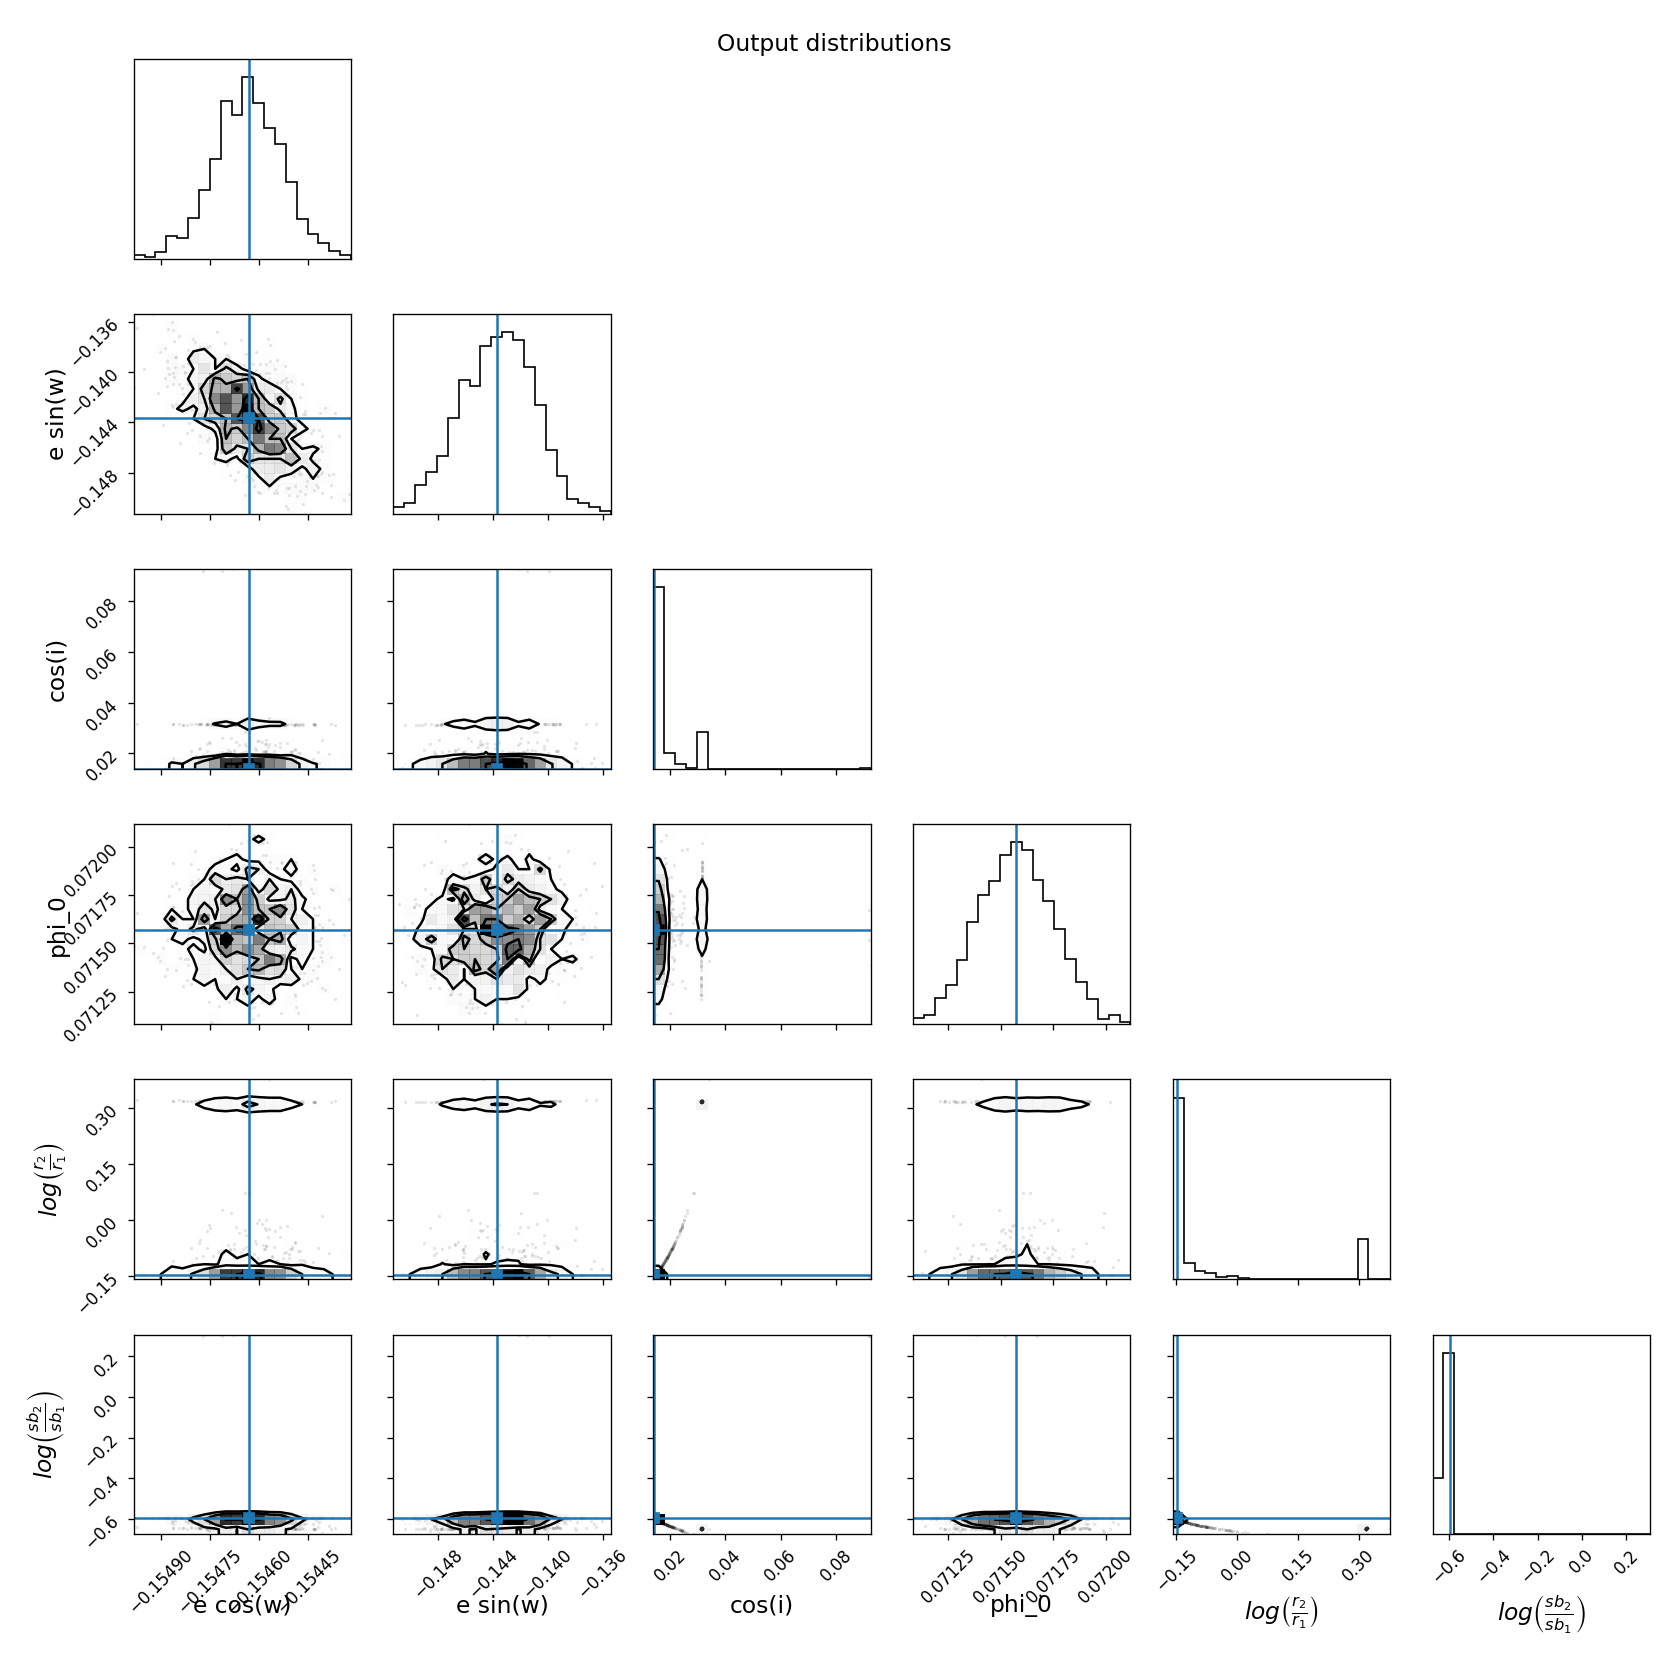 Output distributions
e sin(w)
−0.136
−0.140
−0.144
−0.148
cos(i)
0.08
0.06
0.04
0.02
phi_0
0.07200
0.07175
0.07150
0.07125
log(r2/r1)
0.30
0.15
0.00
−0.15
log(sb2/sb1)
0.2
0.0
−0.2
−0.4
−0.6
−0.15490 −0.15475 −0.15460 −0.15445
−0.148 −0.144 −0.140 −0.136
0.02 0.04 0.06 0.08
0.07125 0.07150 0.07175 0.07200
−0.15 0.00 0.15 0.30
−0.6 −0.4 −0.2 0.0 0.2
e cos(w) e sin(w) cos(i) phi_0 log(r2/r1) log(sb2/sb1)